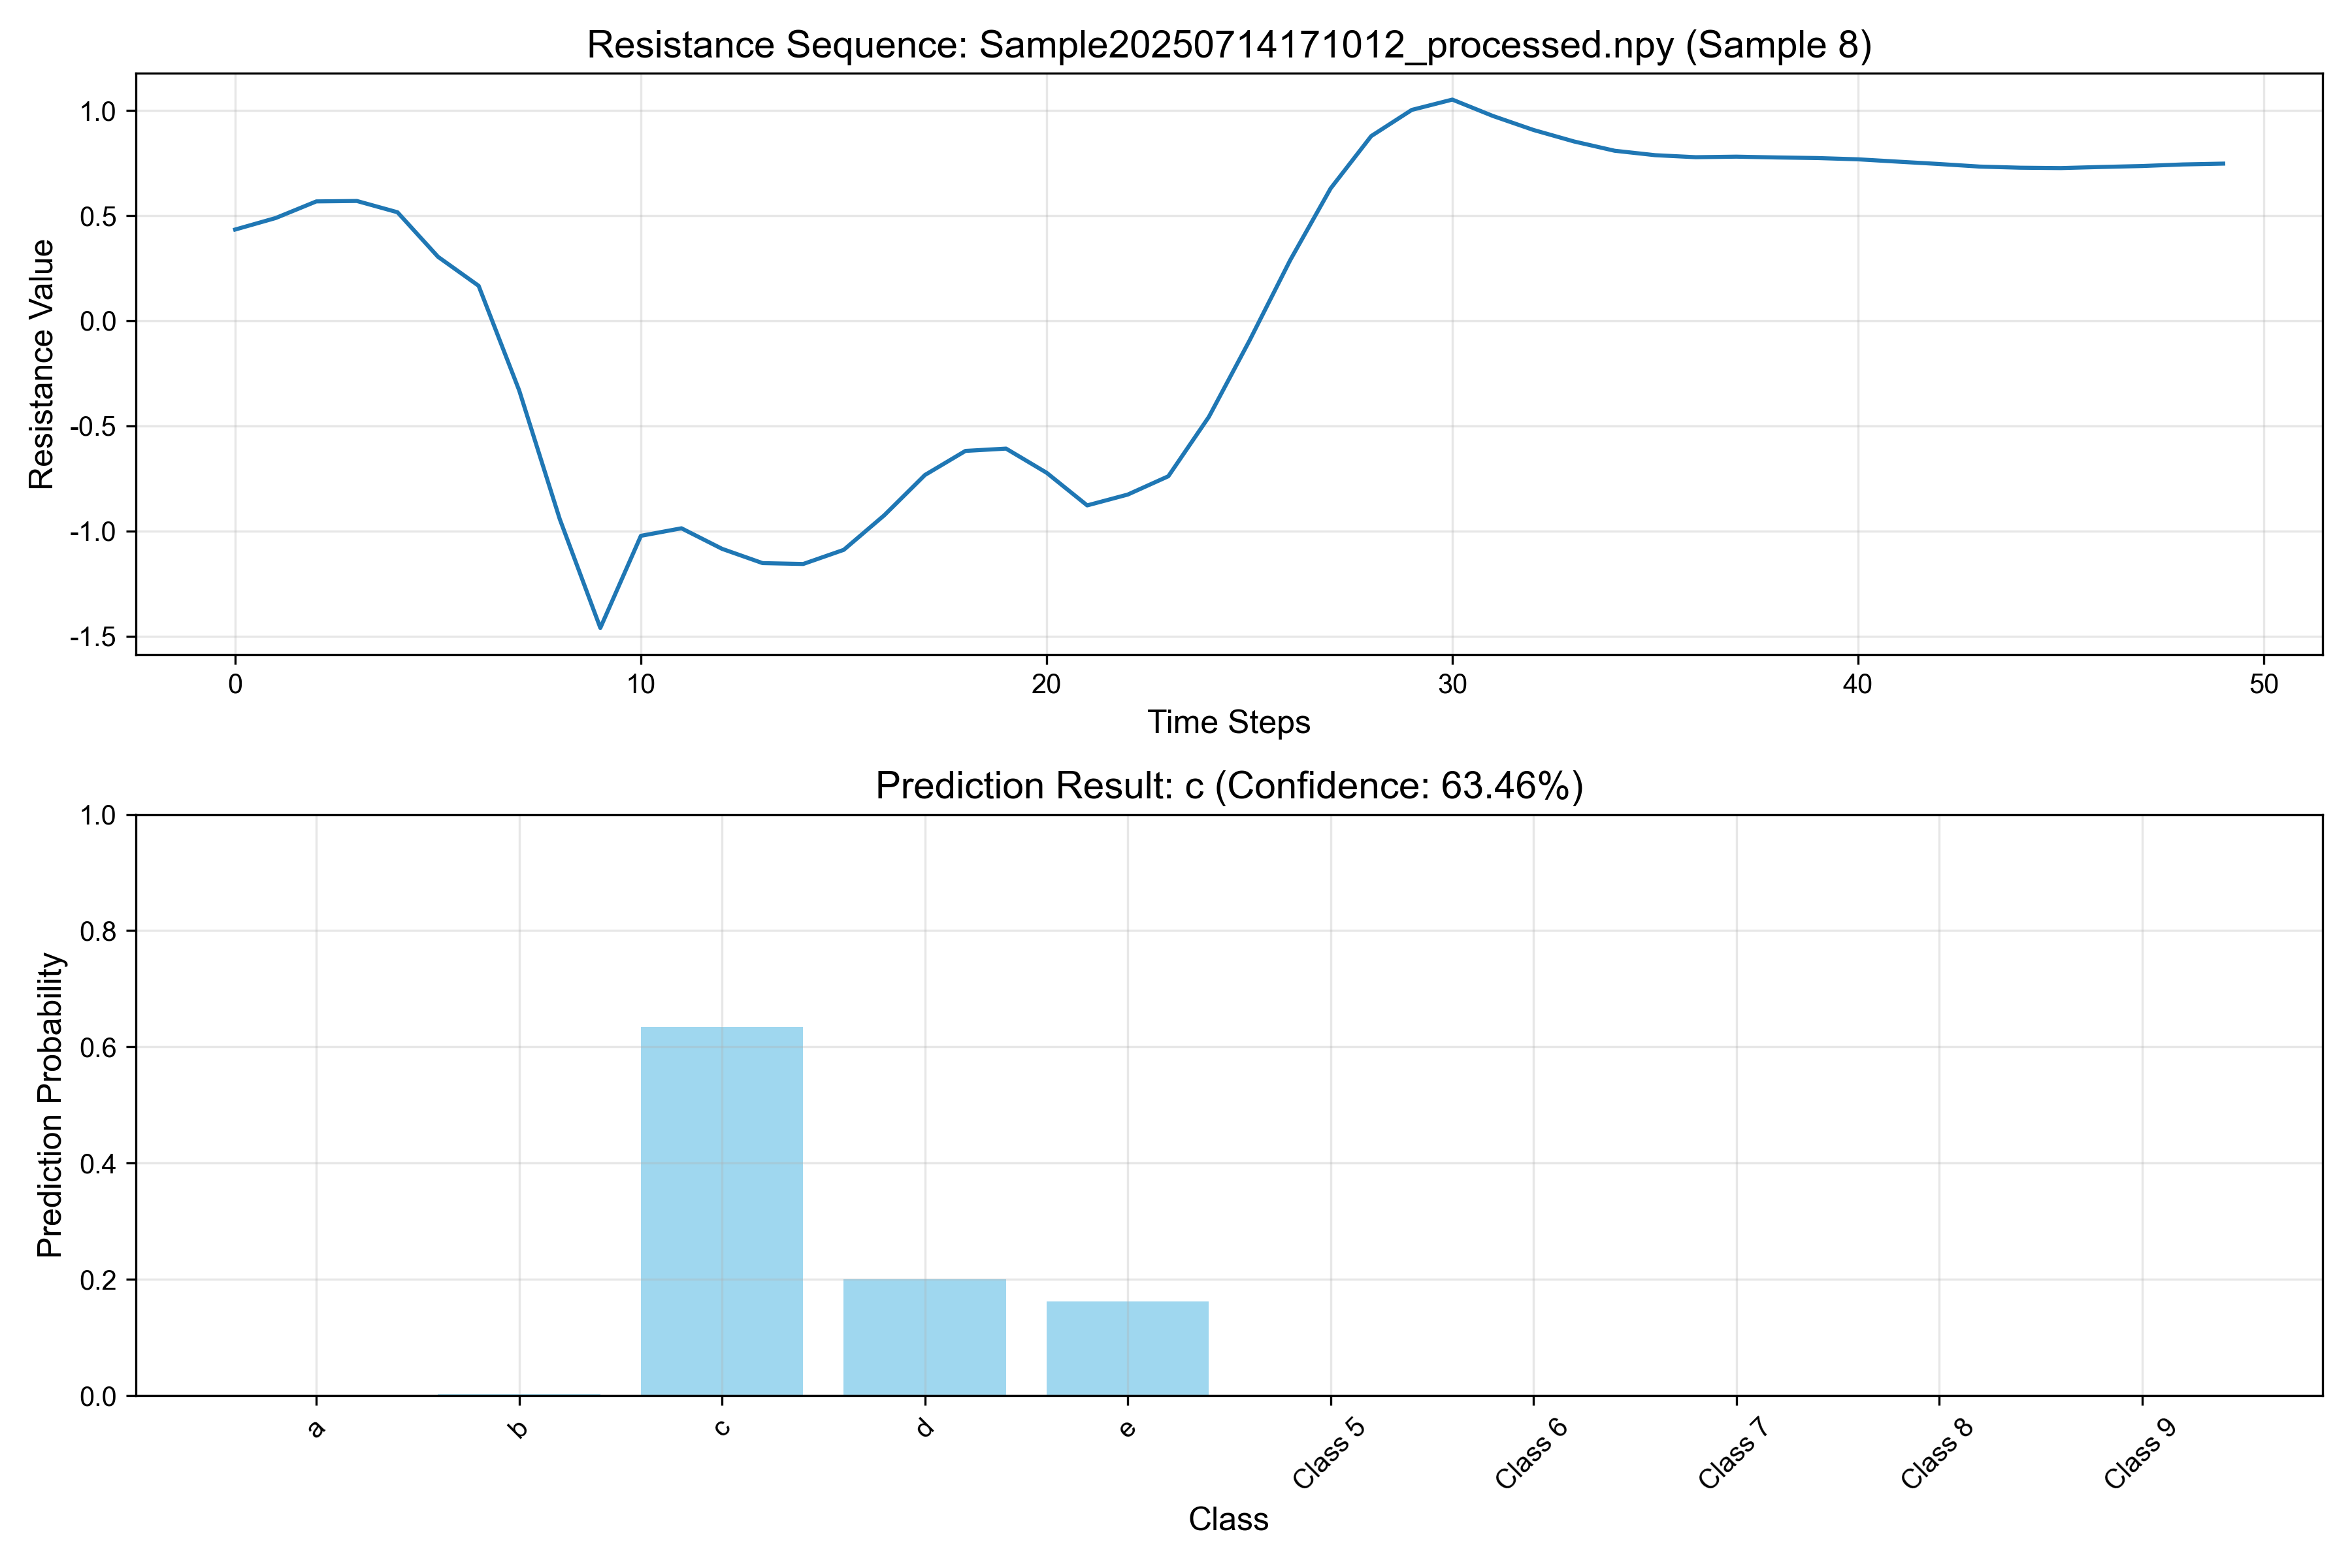 Resistance Sequence: Sample20250714171012_processed.npy (Sample 8)
Resistance Value
1.0
0.5
0.0
-0.5
-1.0
-1.5
0 10 20 30 40 50
Time Steps
Prediction Result: c (Confidence: 63.46%)
Prediction Probability
1.0
0.8
0.6
0.4
0.2
0.0
a b c d e Class 5 Class 6 Class 7 Class 8 Class 9
Class